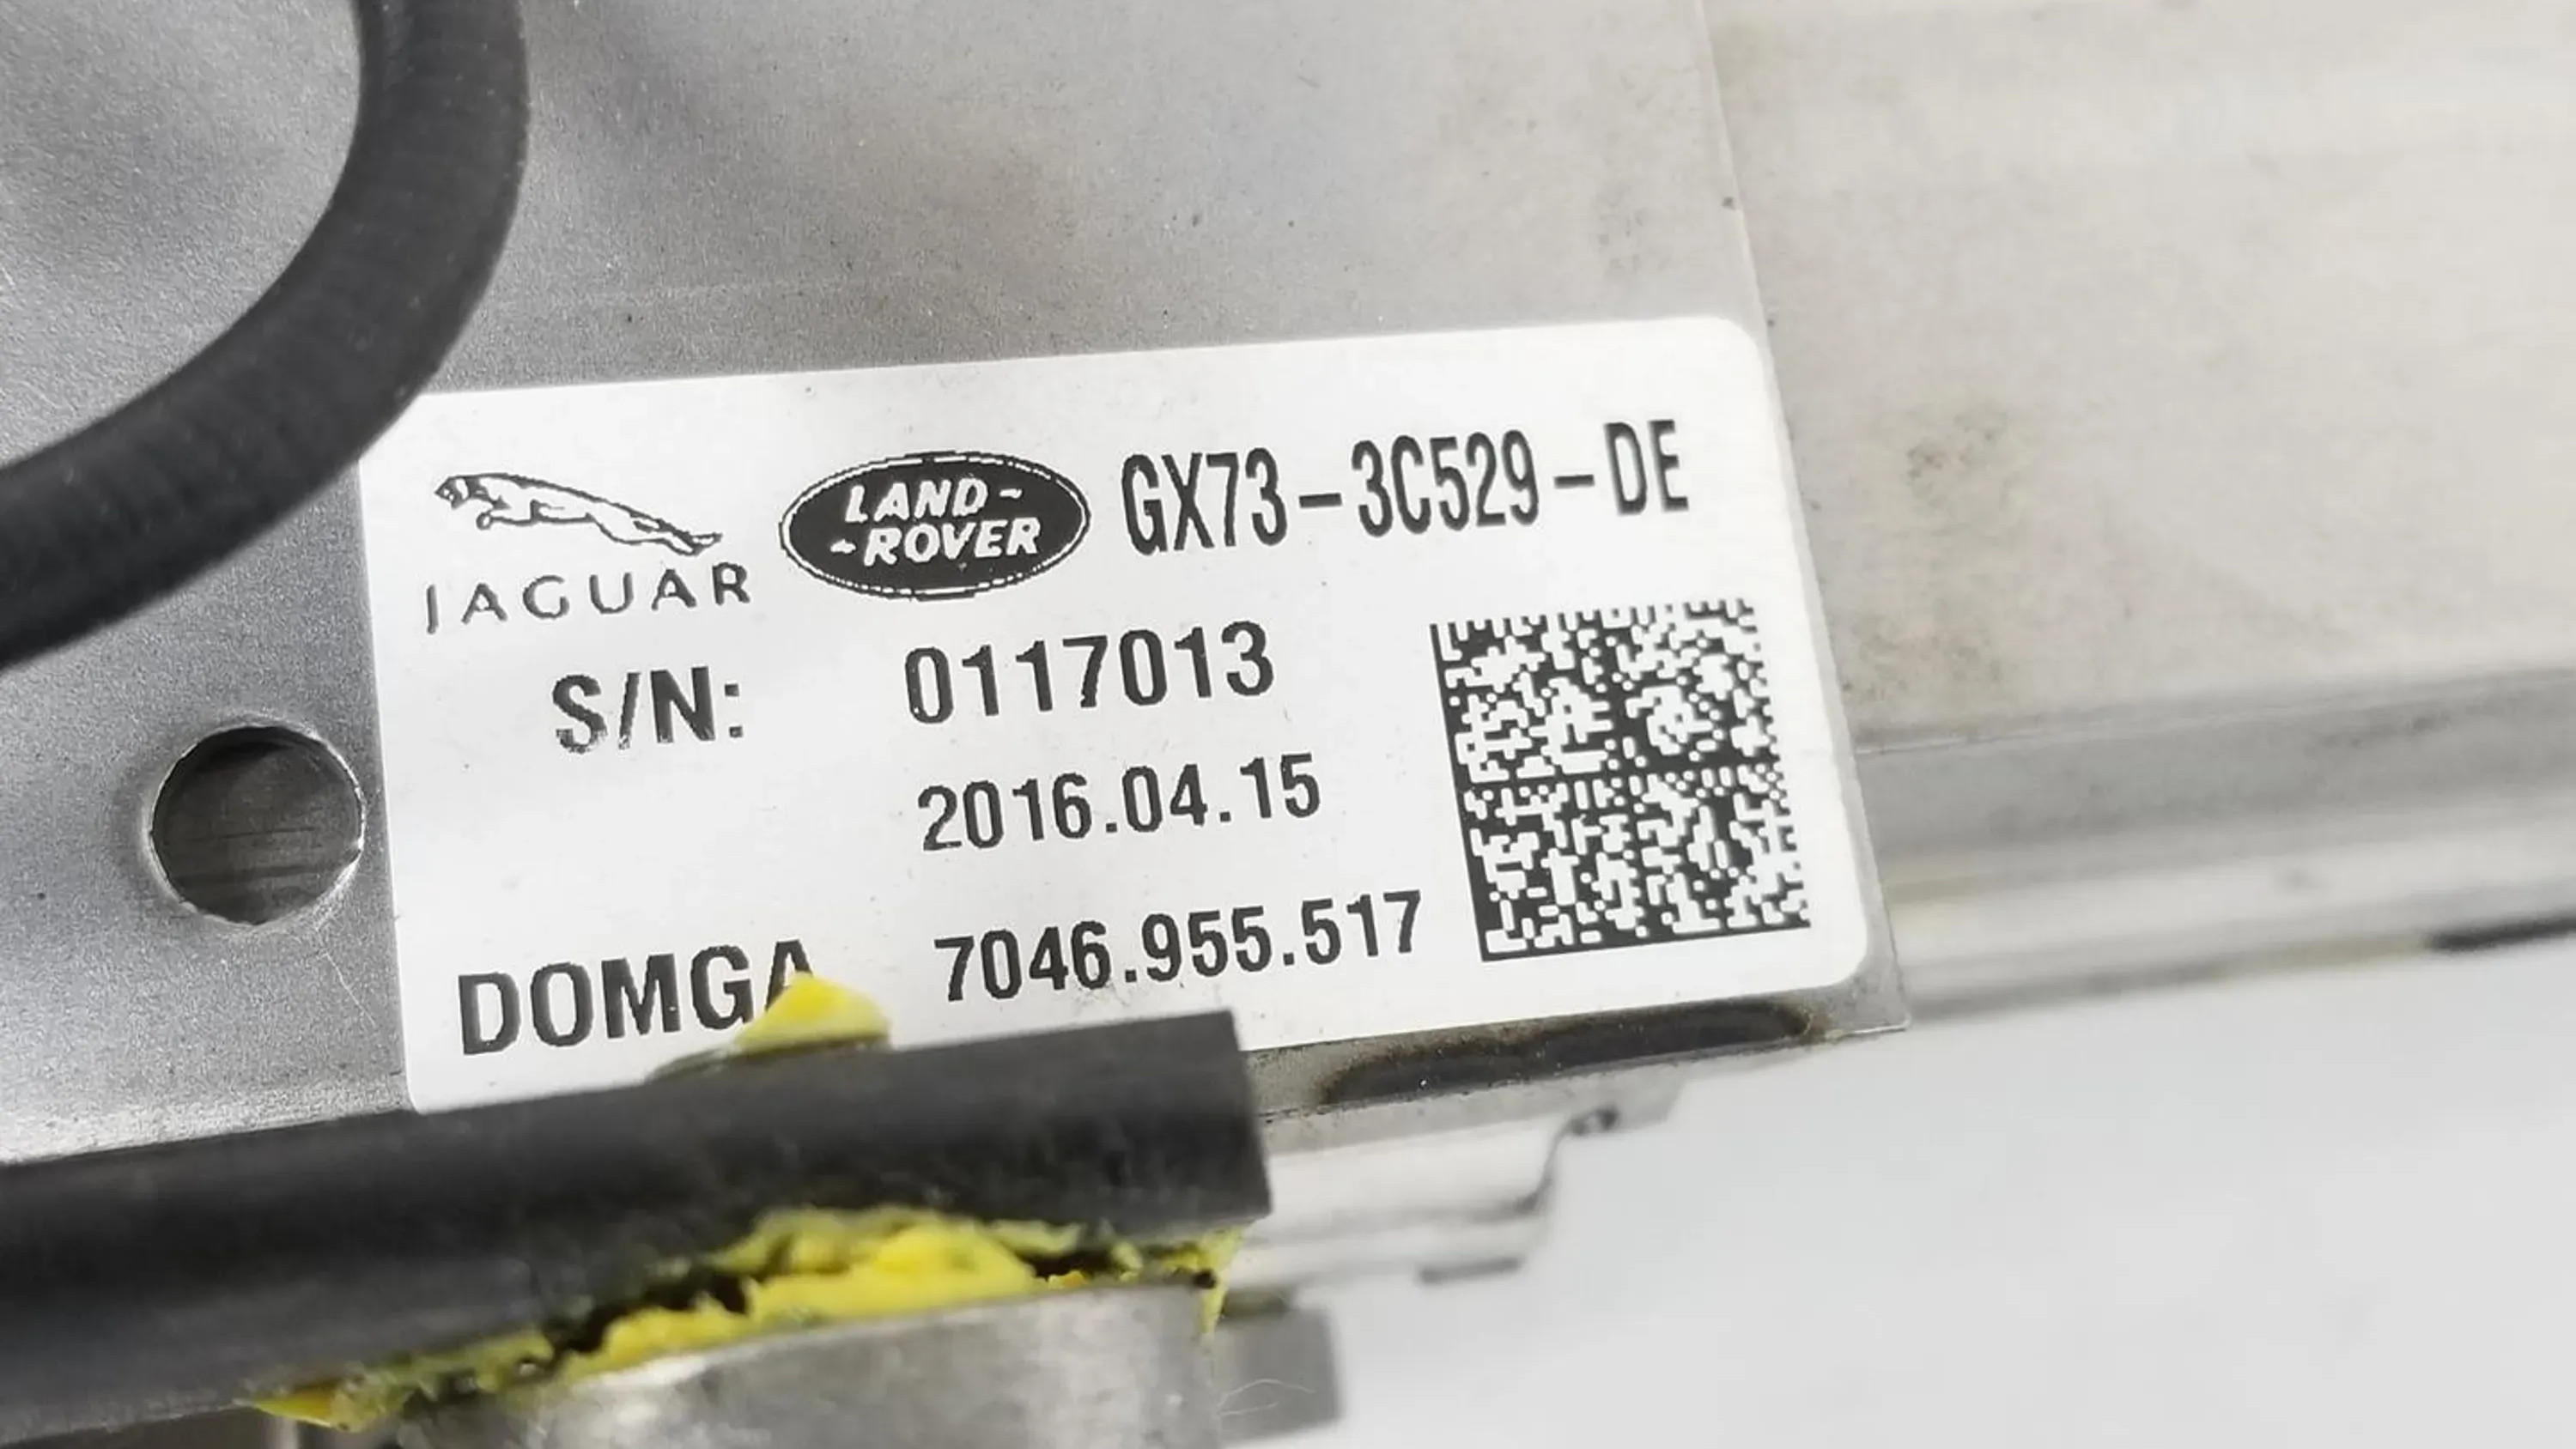 JAGUAR
LAND-
-ROVER
GX73-3C529-DE
S/N: 0117013
2016.04.15
DOMGA 7046.955.517